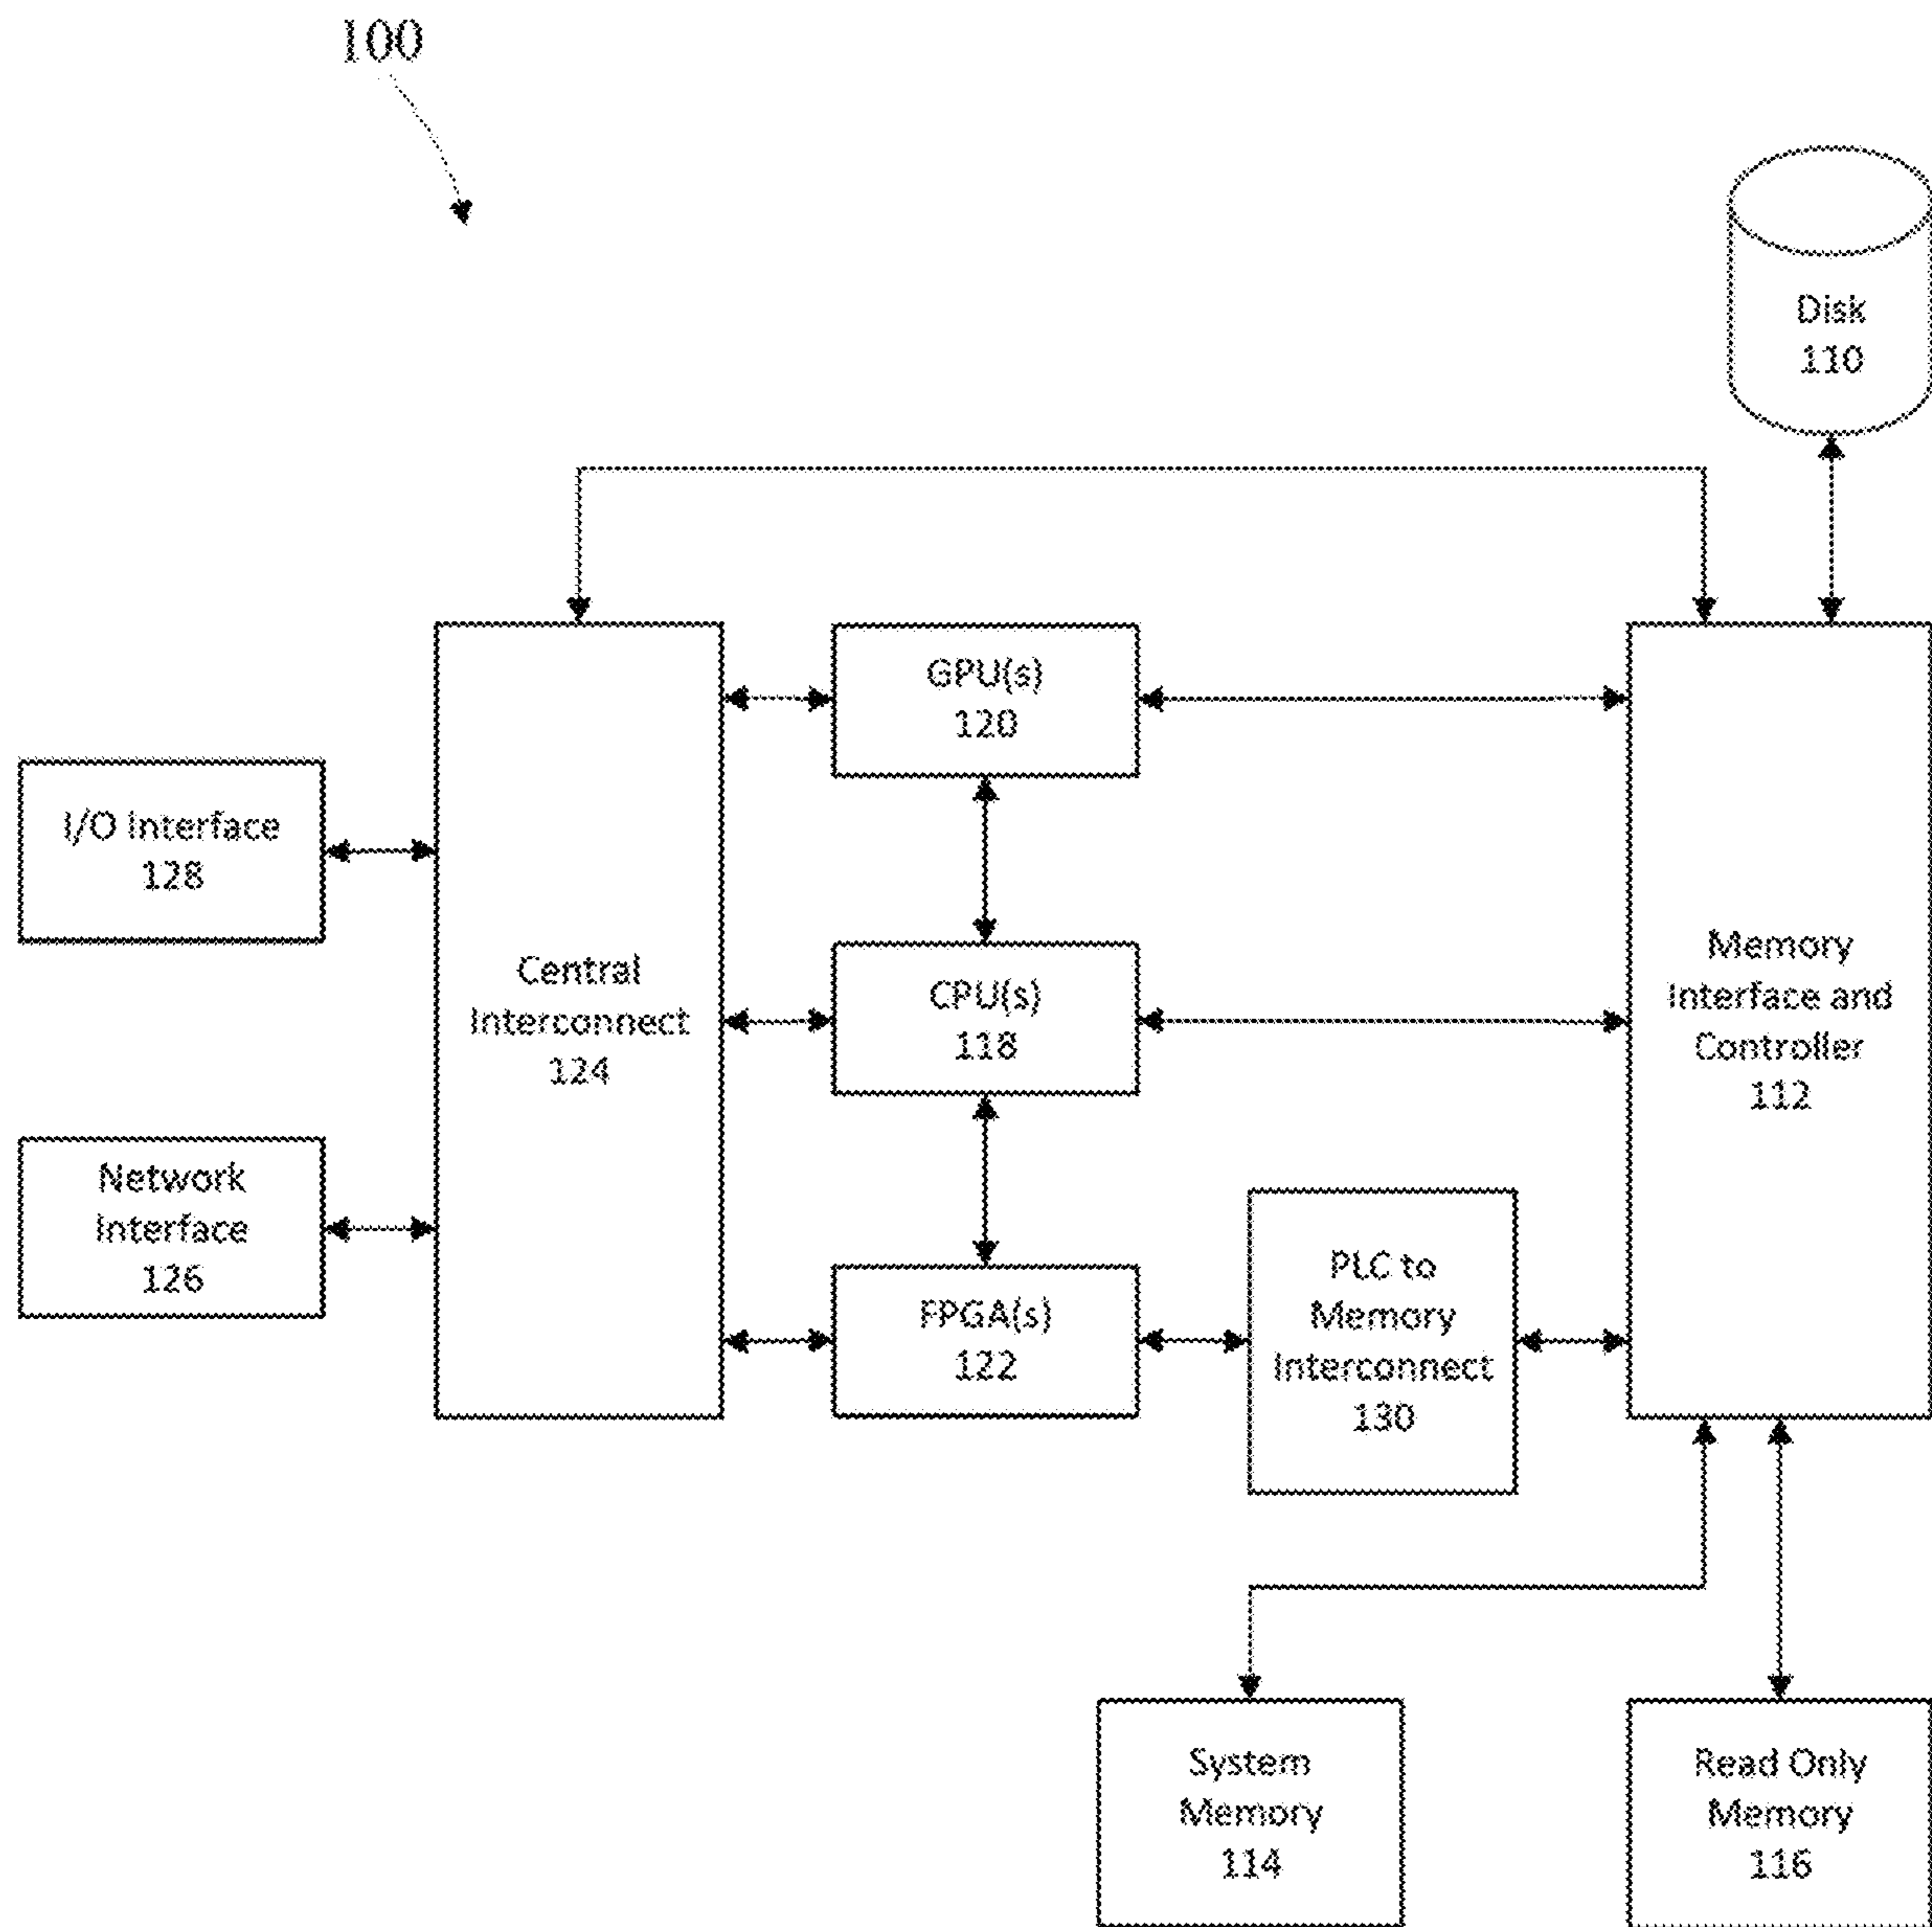 100
Disk
110
GPU(s)
120
I/O Interface
128
Central
Interconnect
124
CPU(s)
118
Memory
Interface and
Controller
112
Network
Interface
126
FPGA(s)
122
PLC to
Memory
Interconnect
130
System
Memory
114
Read Only
Memory
116